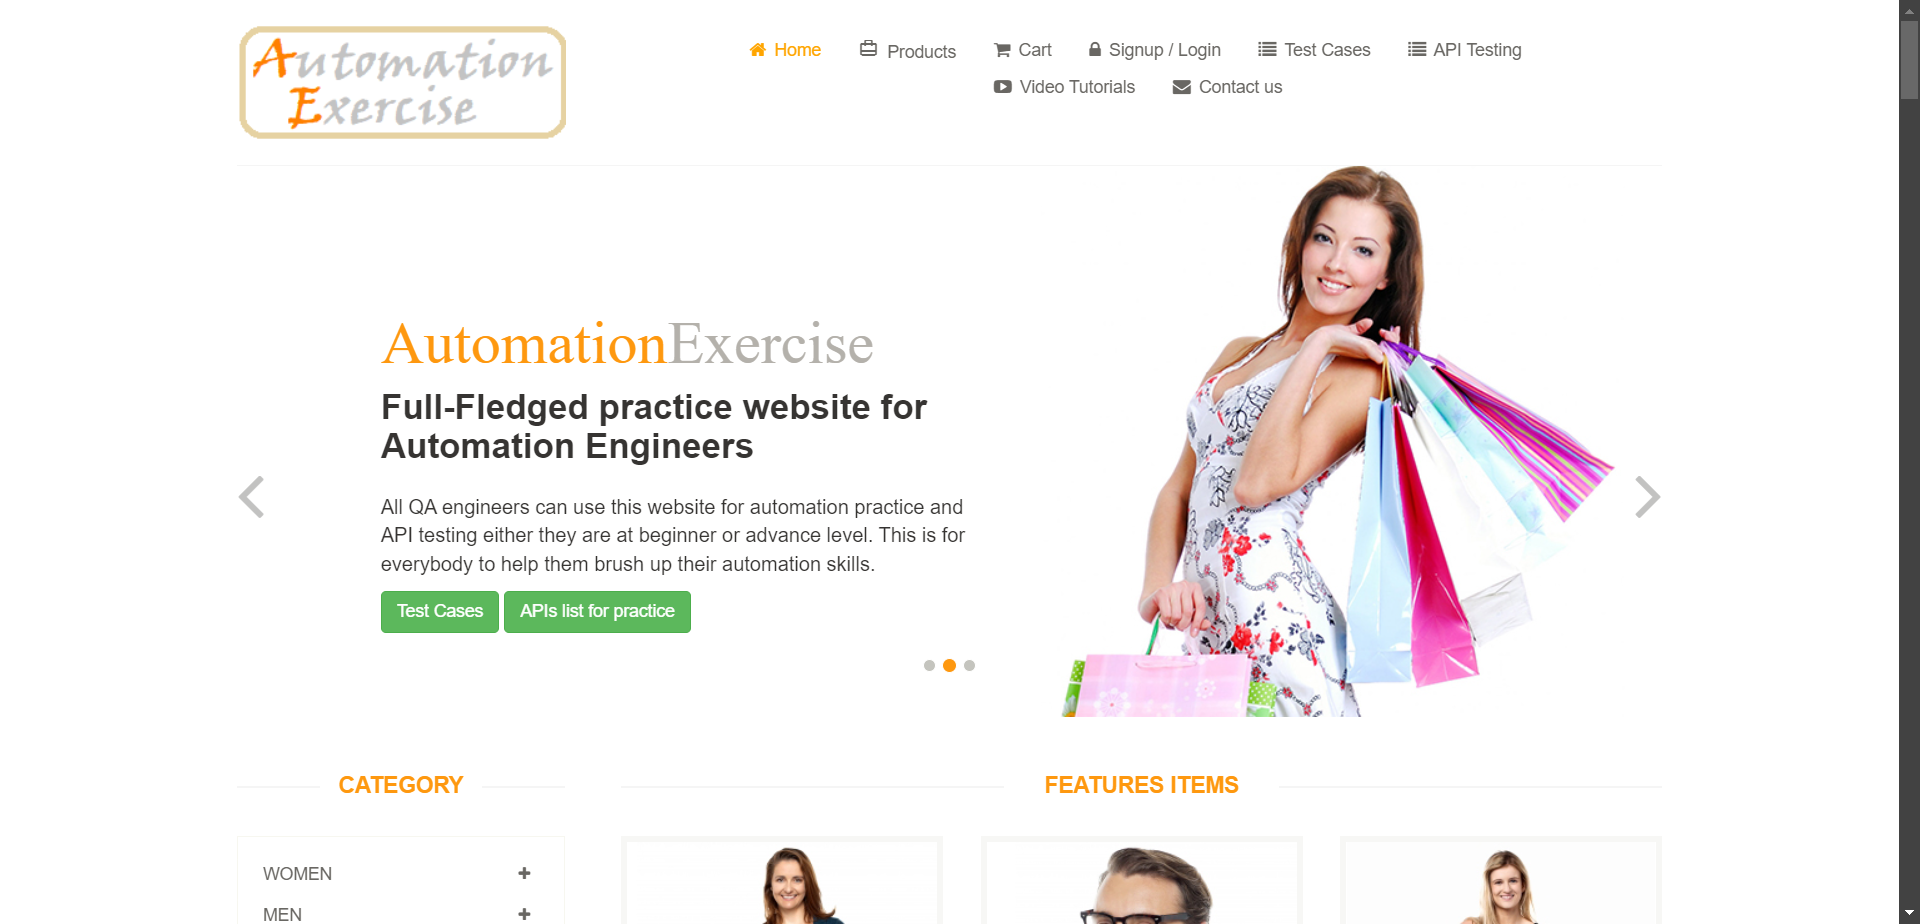 Automation
Exercise
Home
Products
Cart
Signup / Login
Test Cases
API Testing
Video Tutorials
Contact us
AutomationExercise
Full-Fledged practice website for
Automation Engineers
All QA engineers can use this website for automation practice and
API testing either they are at beginner or advance level. This is for
everybody to help them brush up their automation skills.
Test Cases
APIs list for practice
CATEGORY
FEATURES ITEMS
WOMEN
MEN